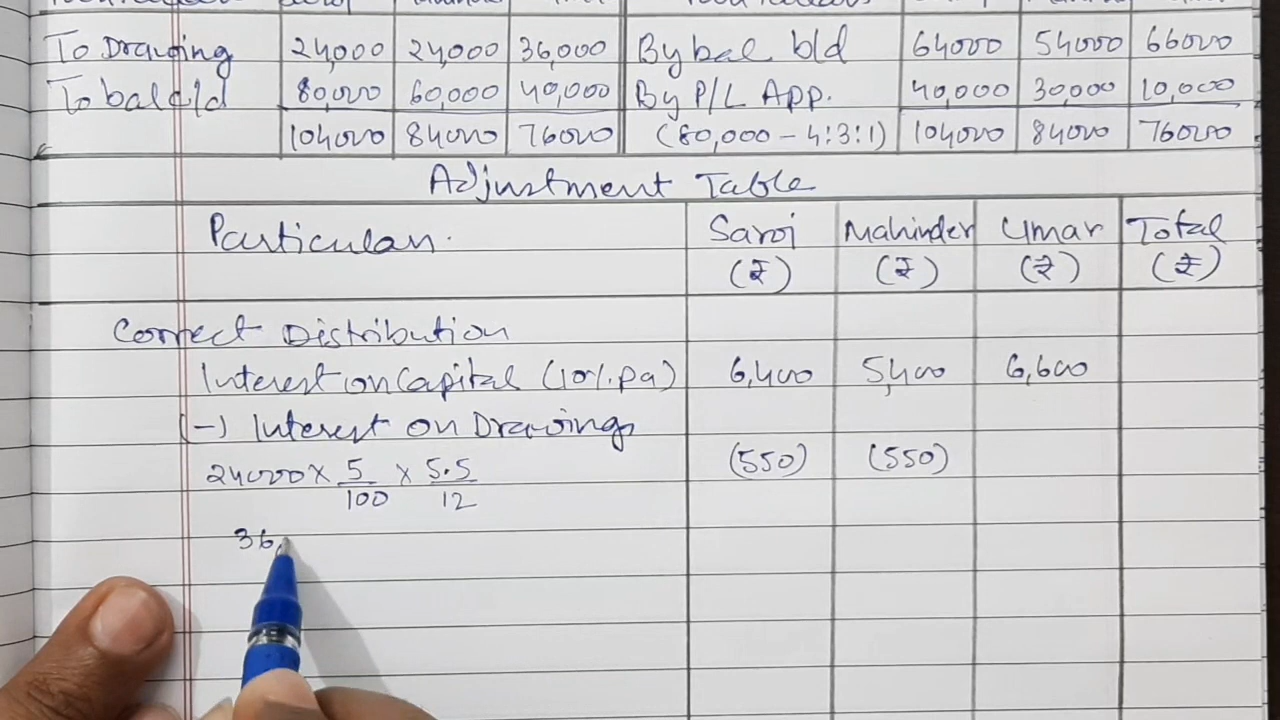 To Drawing 24,000 24,000 36,000 By bal b/d 64000 54000 66000
To bal c/d 80,000 60,000 40,000 By P/L App. 40,000 30,000 10,000
104000 84000 76000 (80,000 - 4:3:1) 104000 84000 76000
Adjustment Table
Particulars. Saroj Mahinder Umar Total
(₹) (₹) (₹) (₹)
Correct Distribution
Interest on Capital (10%.pa) 6,400 5,400 6,600
(-) Interest on Drawings
24000 × 5/100 × 5.5/12 (550) (550)
36,